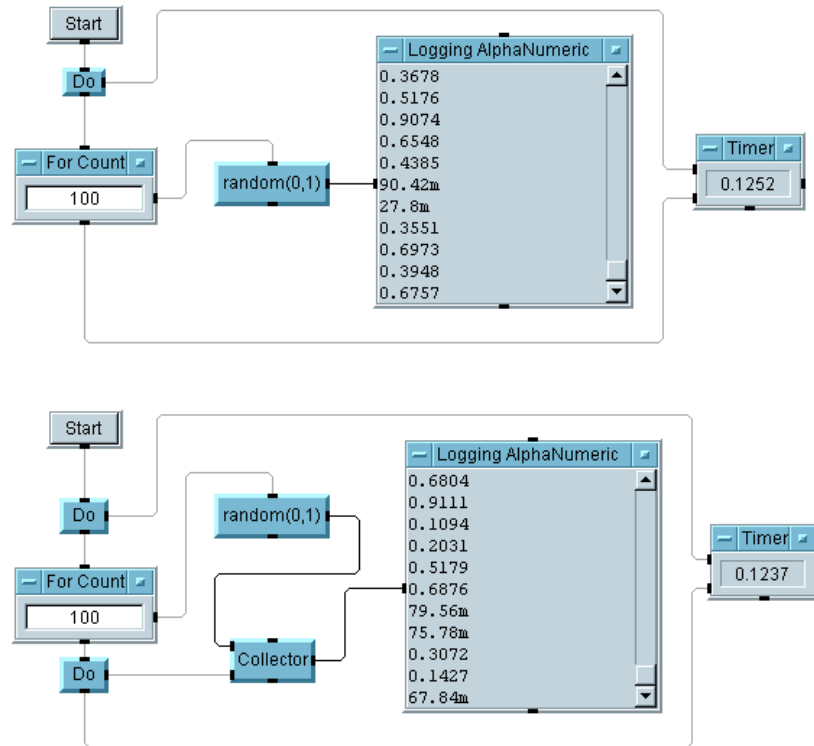 Start
Do
For Count
100
random(0,1)
Logging AlphaNumeric
0.3678
0.5176
0.9074
0.6548
0.4385
90.42m
27.8m
0.3551
0.6973
0.3948
0.6757
Timer
0.1252
Start
Do
For Count
100
Do
random(0,1)
Collector
Logging AlphaNumeric
0.6804
0.9111
0.1094
0.2031
0.5179
0.6876
79.56m
75.78m
0.3072
0.1427
67.84m
Timer
0.1237